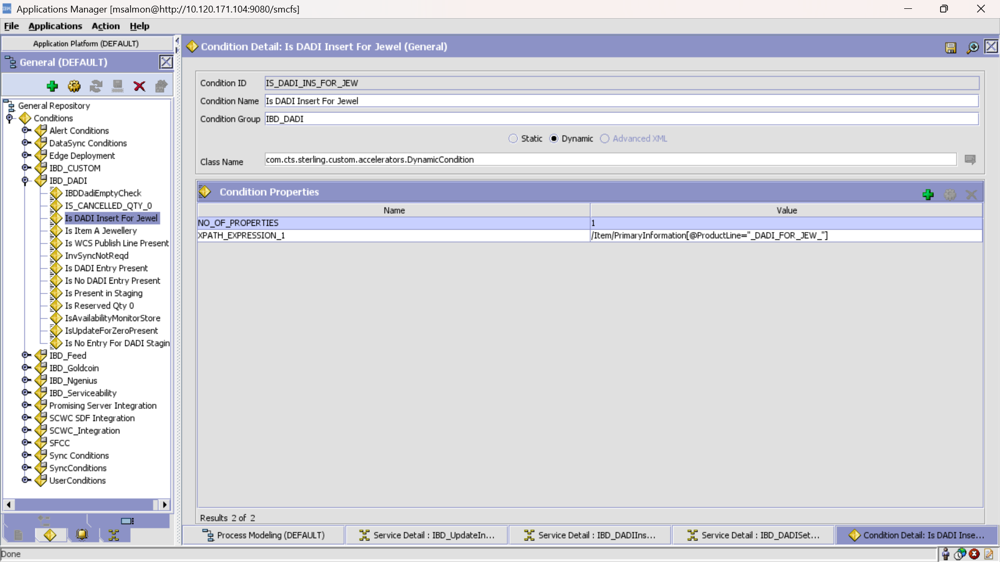 Applications Manager [msalmon@http://10.120.171.104:9080/smcfs]
File Applications Action Help
Application Platform (DEFAULT)
General (DEFAULT)
General Repository
Conditions
Alert Conditions
DataSync Conditions
Edge Deployment
IBD_CUSTOM
IBD_DADI
IBDDadiEmptyCheck
IS_CANCELLED_QTY_0
Is DADI Insert For Jewel
Is Item A Jewellery
Is WCS Publish Line Present
InvSyncNotReqd
Is DADI Entry Present
Is No DADI Entry Present
Is Present in Staging
Is Reserved Qty 0
IsAvailabilityMonitorStore
IsUpdateForZeroPresent
Is No Entry For DADI Stagin
IBD_Feed
IBD_Goldcoin
IBD_Ngenius
IBD_Serviceability
Promising Server Integration
SCWC SDF Integration
SCWC_Integration
SFCC
Sync Conditions
SyncConditions
UserConditions
Condition Detail: Is DADI Insert For Jewel (General)
Condition ID IS_DADI_INS_FOR_JEW
Condition Name Is DADI Insert For Jewel
Condition Group IBD_DADI
Static Dynamic Advanced XML
Class Name com.cts.sterling.custom.accelerators.DynamicCondition
Condition Properties
Name Value
NO_OF_PROPERTIES 1
XPATH_EXPRESSION_1 /Item/PrimaryInformation[@ProductLine="_DADI_FOR_JEW_"]
Results 2 of 2
Process Modeling (DEFAULT) Service Detail : IBD_UpdateIn... Service Detail : IBD_DADIIns... Service Detail : IBD_DADISet... Condition Detail: Is DADI Inse...
Done